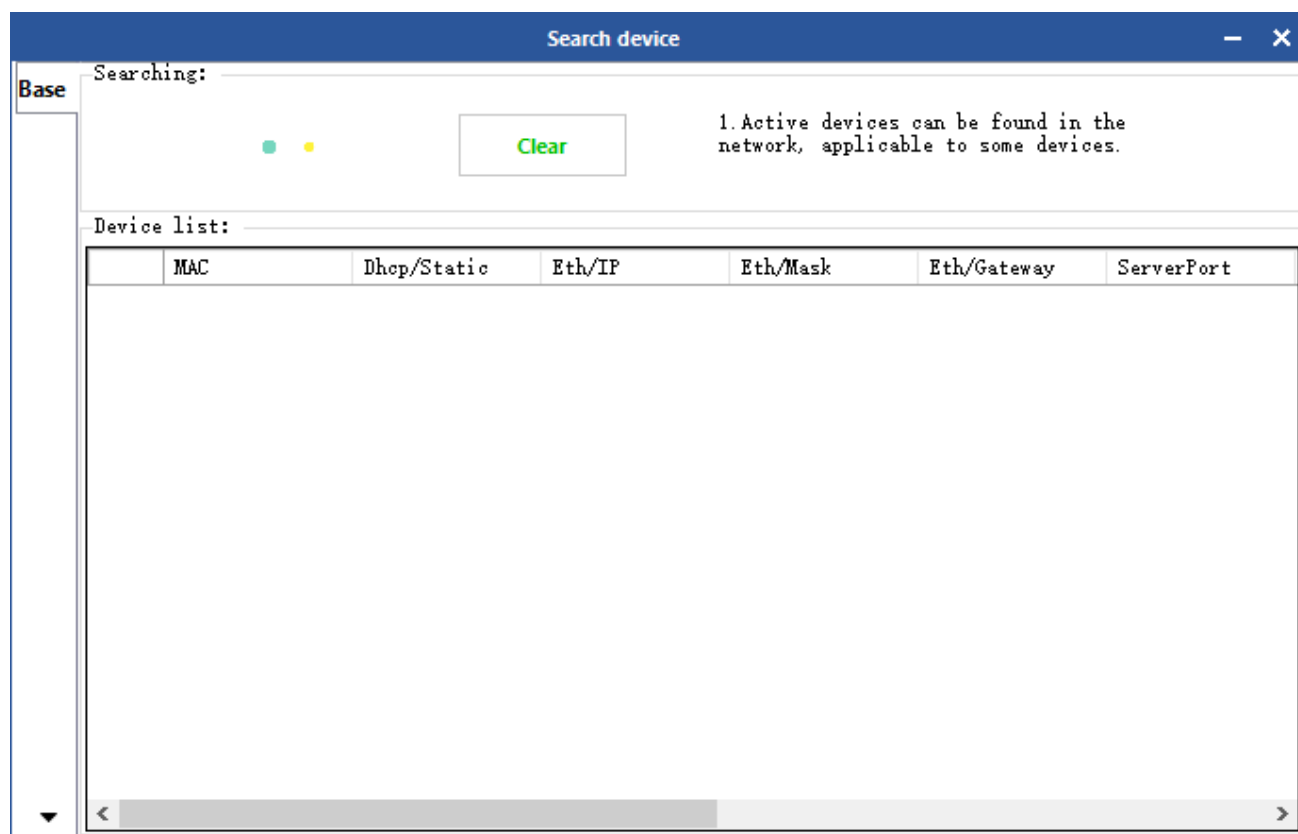 Search device
Base
Searching:
Clear
1.Active devices can be found in the
network, applicable to some devices.
Device list:
MAC Dhcp/Static Eth/IP Eth/Mask Eth/Gateway ServerPort